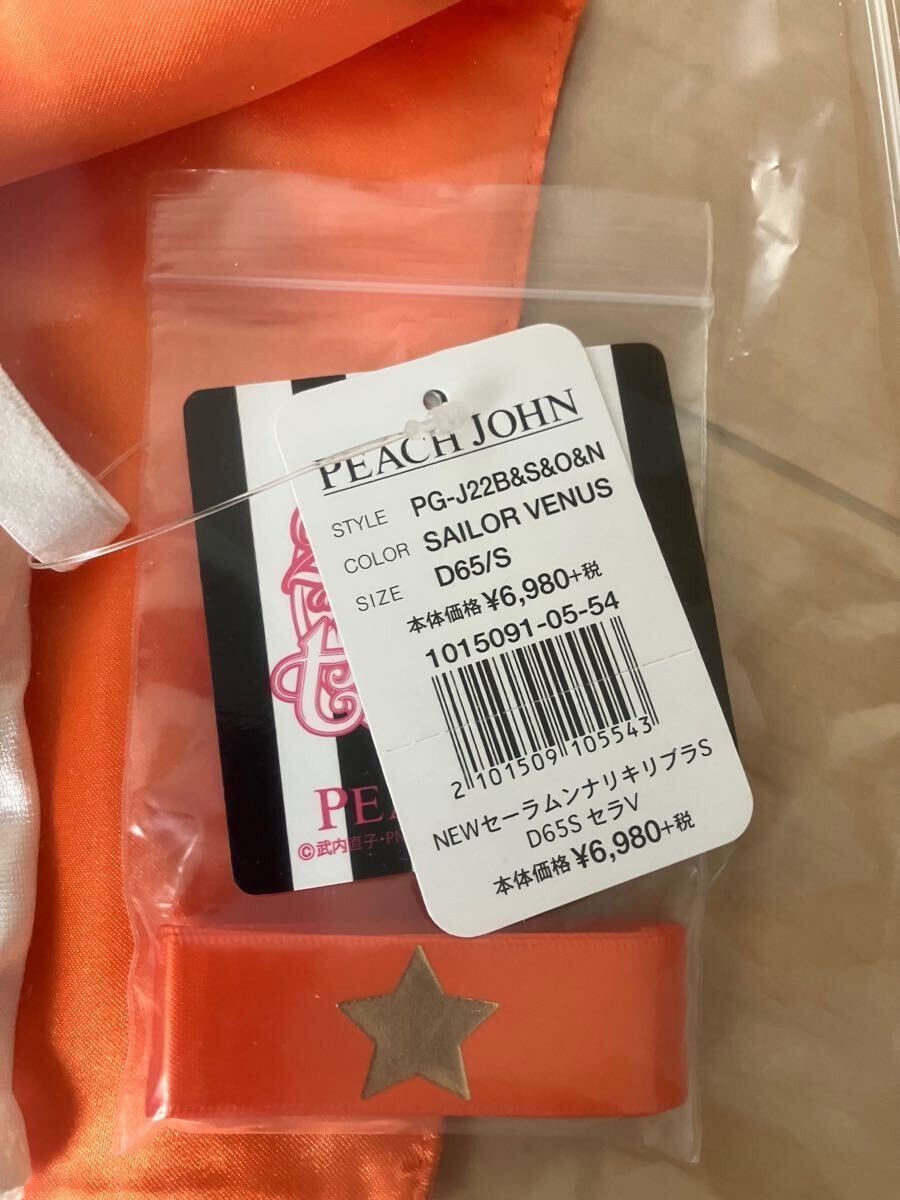 PEACH JOHN
STYLE PG-J22B&S&O&N
COLOR SAILOR VENUS
SIZE D65/S
本体価格¥6,980+税
1015091-05-54
2 101509 105543
NEWセーラムンナリキリブラS
D65S セラV
本体価格¥6,980+税
©武内直子・PN